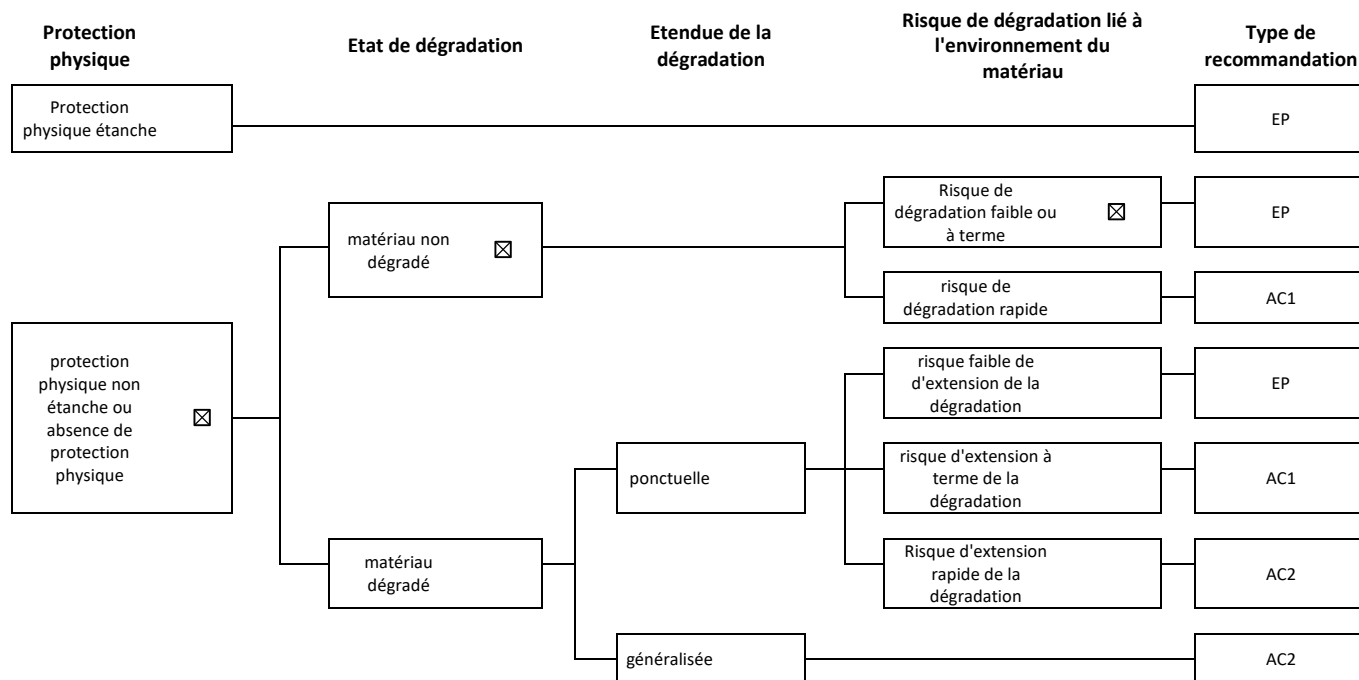 Protection
physique
Etat de dégradation
Etendue de la
dégradation
Risque de dégradation lié à
l'environnement du
matériau
Type de
recommandation
Protection
physique étanche
EP
protection
physique non
étanche ou
absence de
protection
physique
☒
matériau non
dégradé
☒
Risque de
dégradation faible ou
à terme
☒
EP
risque de
dégradation rapide
AC1
matériau
dégradé
ponctuelle
risque faible de
d'extension de la
dégradation
EP
risque d'extension à
terme de la
dégradation
AC1
Risque d'extension
rapide de la
dégradation
AC2
généralisée
AC2